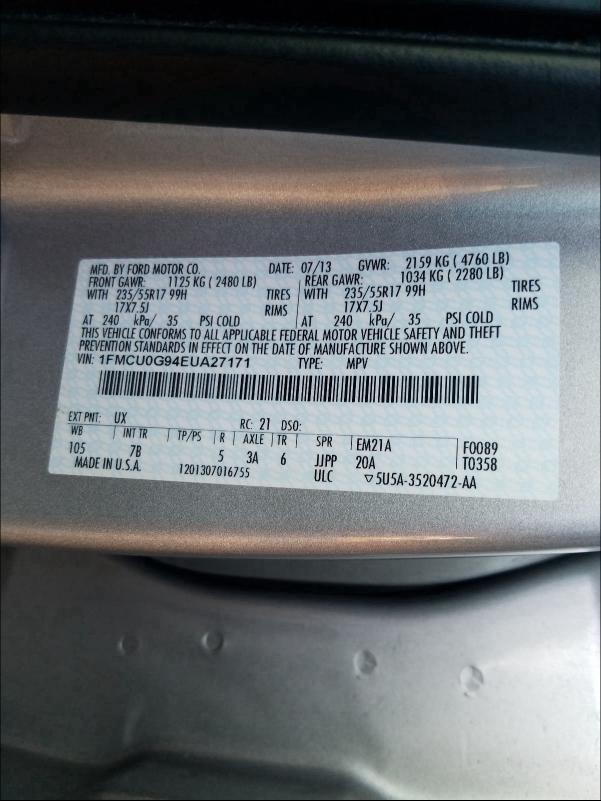 MFD. BY FORD MOTOR CO. DATE: 07/13 GVWR: 2159 KG ( 4760 LB)
FRONT GAWR: 1125 KG ( 2480 LB) REAR GAWR: 1034 KG ( 2280 LB)
WITH 235/55R17 99H TIRES WITH 235/55R17 99H TIRES
17X7.5J RIMS 17X7.5J RIMS
AT 240 kPa/ 35 PSI COLD AT 240 kPa/ 35 PSI COLD
THIS VEHICLE CONFORMS TO ALL APPLICABLE FEDERAL MOTOR VEHICLE SAFETY AND THEFT
PREVENTION STANDARDS IN EFFECT ON THE DATE OF MANUFACTURE SHOWN ABOVE.
VIN: 1FMCU0G94EUA27171 TYPE: MPV
EXT PNT: UX RC: 21 DSO:
WB INT TR TP/PS R AXLE TR SPR EM21A F0089
105 7B 5 3A 6 JJPP 20A T0358
MADE IN U.S.A. 1201307016755 ULC ▽5U5A-3520472-AA